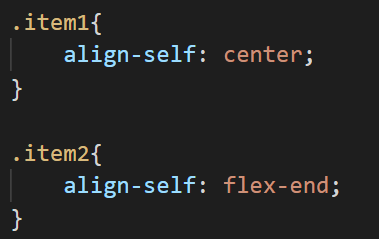 .item1{
    align-self: center;
}

.item2{
    align-self: flex-end;
}